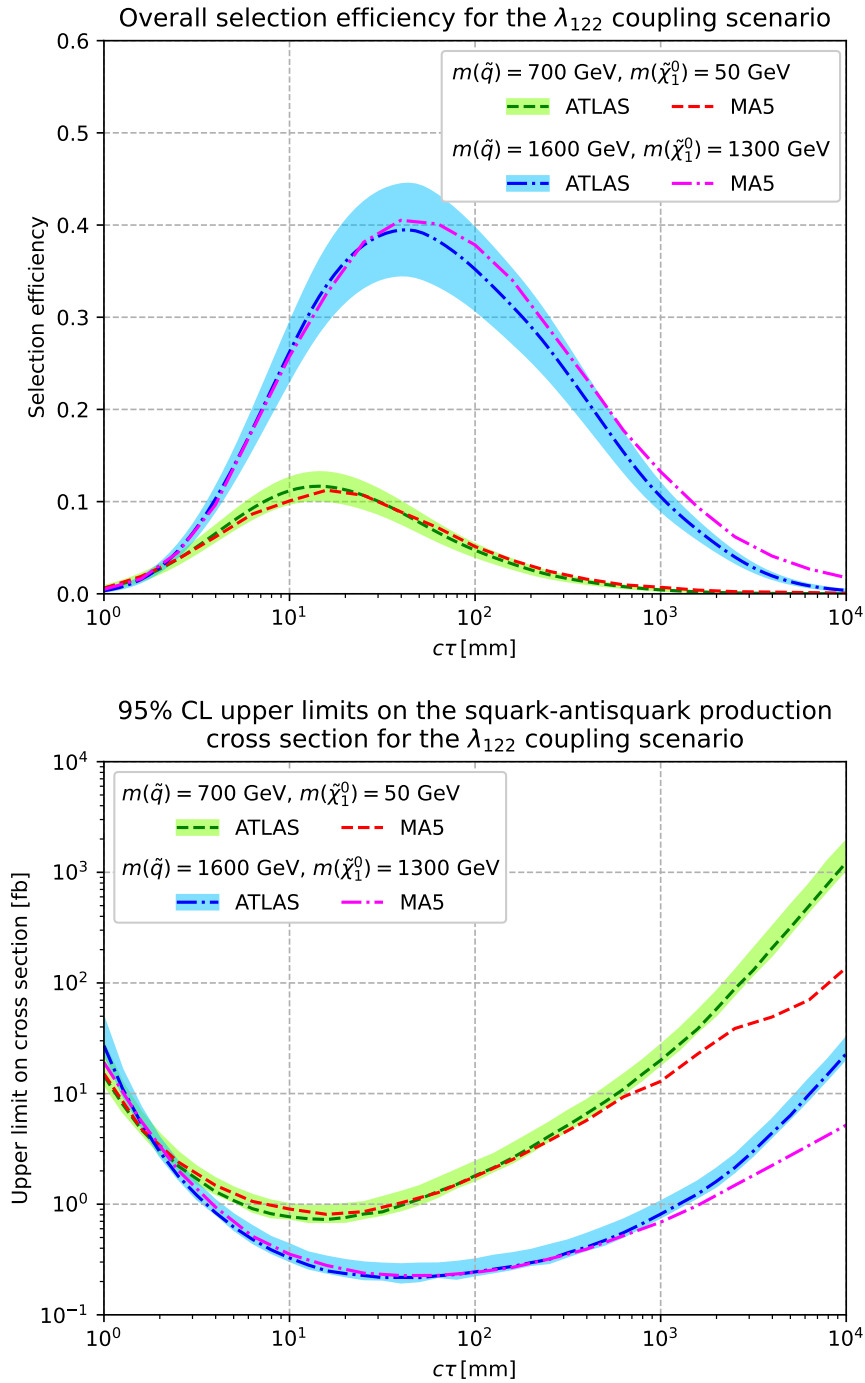 Overall selection efficiency for the λ₁₂₂ coupling scenario
m(q̃) = 700 GeV, m(χ̃₁⁰) = 50 GeV
ATLAS MA5
m(q̃) = 1600 GeV, m(χ̃₁⁰) = 1300 GeV
ATLAS MA5
Selection efficiency
0.6
0.5
0.4
0.3
0.2
0.1
0.0
10⁰ 10¹ 10² 10³ 10⁴
cτ [mm]
95% CL upper limits on the squark-antisquark production
cross section for the λ₁₂₂ coupling scenario
m(q̃) = 700 GeV, m(χ̃₁⁰) = 50 GeV
ATLAS MA5
m(q̃) = 1600 GeV, m(χ̃₁⁰) = 1300 GeV
ATLAS MA5
Upper limit on cross section [fb]
10⁴
10³
10²
10¹
10⁰
10⁻¹
10⁰ 10¹ 10² 10³ 10⁴
cτ [mm]